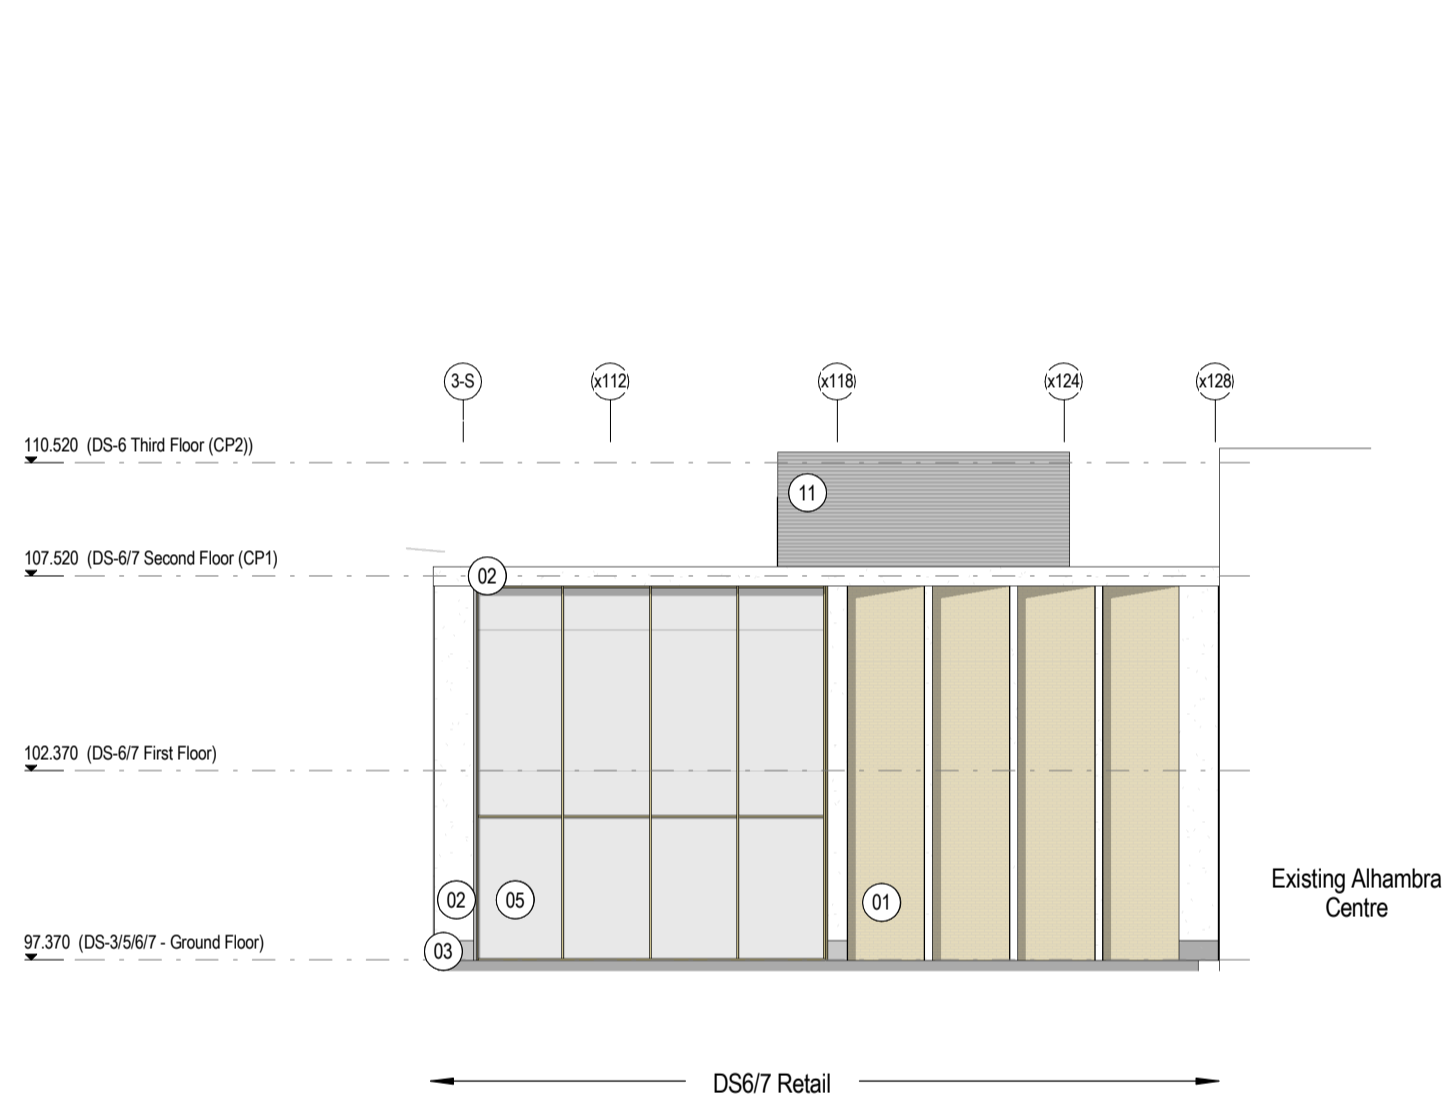 3-S
x112
x118
x124
x128
110.520 (DS-6 Third Floor (CP2))
11
107.520 (DS-6/7 Second Floor (CP1)
02
102.370 (DS-6/7 First Floor)
02
05
01
Existing Alhambra
Centre
97.370 (DS-3/5/6/7 - Ground Floor)
03
DS6/7 Retail